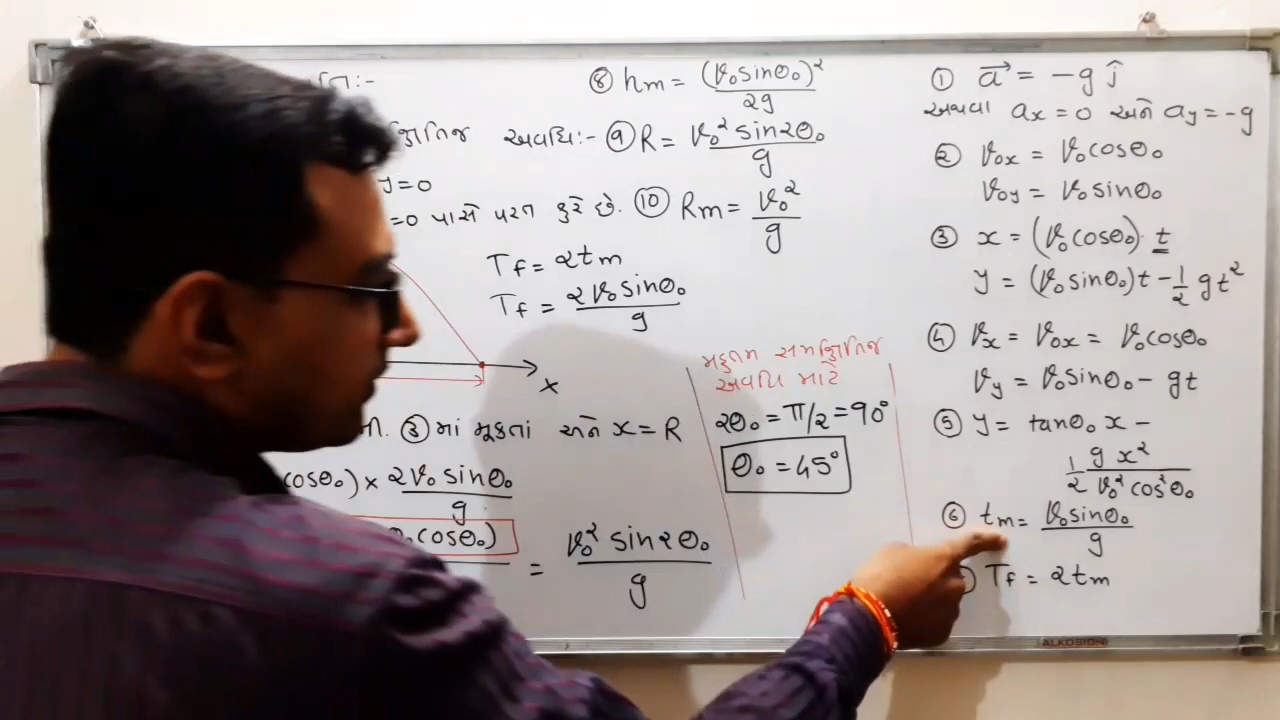 y=0
અવધિ:-
=0 પાસે પરત ફરે છે.
Tf = 2tm
Tf = 2v₀sinθ₀/g
X
③ માં મૂકતાં અને x = R
cosθ₀) × 2v₀sinθ₀/g
cosθ₀) = v₀² sin2θ₀/g
⑧ hm = (v₀sinθ₀)²/2g
⑨ R = v₀² sin2θ₀/g
⑩ Rm = v₀²/g
મહત્તમ સમક્ષિતિજ
અવધિ માટે
2θ₀ = π/2 = 90°
θ₀ = 45°
① a⃗ = -g ĵ
અથવા ax = 0 અને ay = -g
② v₀x = v₀cosθ₀
v₀y = v₀sinθ₀
③ x = (v₀cosθ₀)·t
y = (v₀sinθ₀)t - 1/2 gt²
④ vx = v₀x = v₀cosθ₀
vy = v₀sinθ₀ - gt
⑤ y = tanθ₀ x -
1/2 g x²/v₀²cos²θ₀
⑥ tm = v₀sinθ₀/g
Tf = 2tm
ALKOSIGN